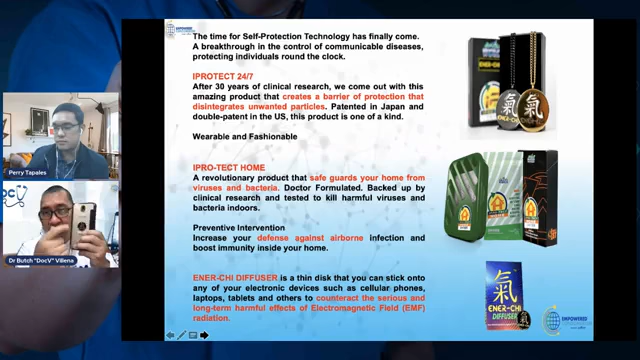 The time for Self-Protection Technology has finally come.
A breakthrough in the control of communicable diseases,
protecting individuals round the clock.
IPROTECT 24/7
After 30 years of clinical research, we come out with this
amazing product that creates a barrier of protection that
disintegrates unwanted particles. Patented in Japan and
double-patent in the US, this product is one of a kind.
Wearable and Fashionable
IPRO-TECT HOME
A revolutionary product that safe guards your home from
viruses and bacteria. Doctor Formulated. Backed up by
clinical research and tested to kill harmful viruses and
bacteria indoors.
Preventive Intervention
Increase your defense against airborne infection and
boost immunity inside your home.
ENER-CHI DIFFUSER is a thin disk that you can stick onto
any of your electronic devices such as cellular phones,
laptops, tablets and others to counteract the serious and
long-term harmful effects of Electromagnetic Field (EMF)
radiation.
Perry Tapales
Dr Butch "DocV" Villena
ENER-CHI
氣
氣
氣
ENER-CHI
DIFFUSER
EMPOWERED